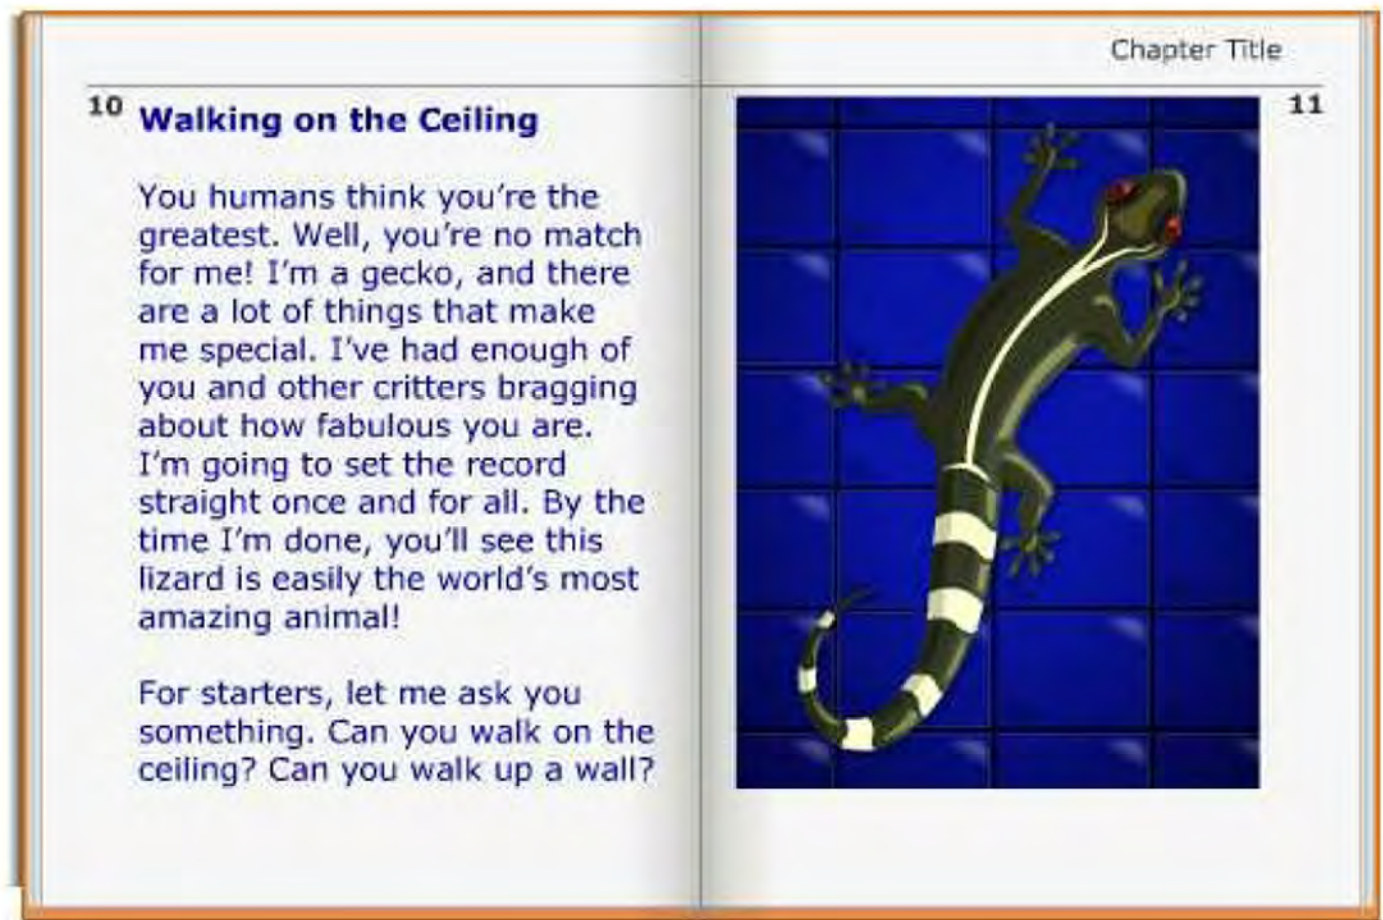 Chapter Title
10
11
Walking on the Ceiling
You humans think you’re the
greatest. Well, you’re no match
for me! I’m a gecko, and there
are a lot of things that make
me special. I’ve had enough of
you and other critters bragging
about how fabulous you are.
I’m going to set the record
straight once and for all. By the
time I’m done, you’ll see this
lizard is easily the world’s most
amazing animal!
For starters, let me ask you
something. Can you walk on the
ceiling? Can you walk up a wall?